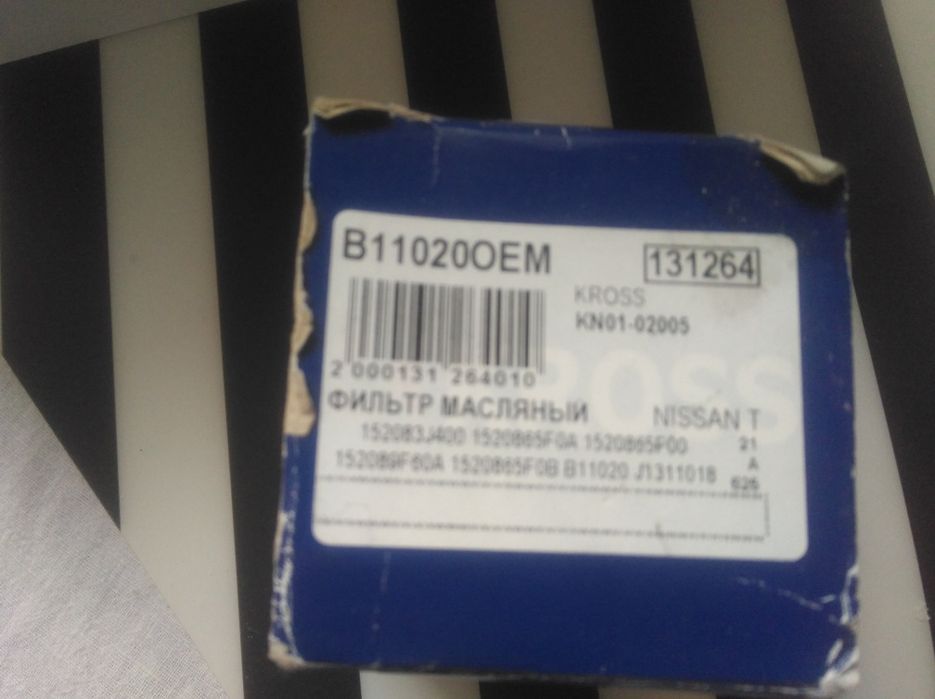 B11020OEM
131264
KROSS
KN01-02005
2 000131 264010
ФИЛЬТР МАСЛЯНЫЙ NISSAN T
152083J400 1520865F0A 1520865F00 21
A
152089F60A 1520865F0B B11020 J1311018 626